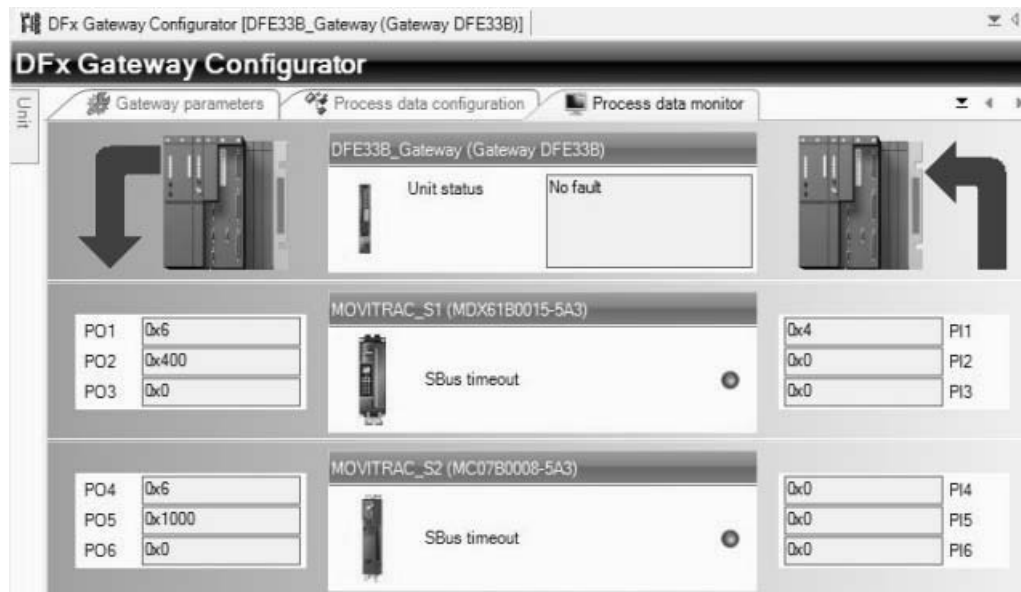 DFx Gateway Configurator [DFE33B_Gateway (Gateway DFE33B)]
DFx Gateway Configurator
Unit
Gateway parameters
Process data configuration
Process data monitor
DFE33B_Gateway (Gateway DFE33B)
Unit status
No fault
MOVITRAC_S1 (MDX61B0015-5A3)
PO1 0x6
PO2 0x400
PO3 0x0
SBus timeout
0x4 PI1
0x0 PI2
0x0 PI3
MOVITRAC_S2 (MC07B0008-5A3)
PO4 0x6
PO5 0x1000
PO6 0x0
SBus timeout
0x0 PI4
0x0 PI5
0x0 PI6